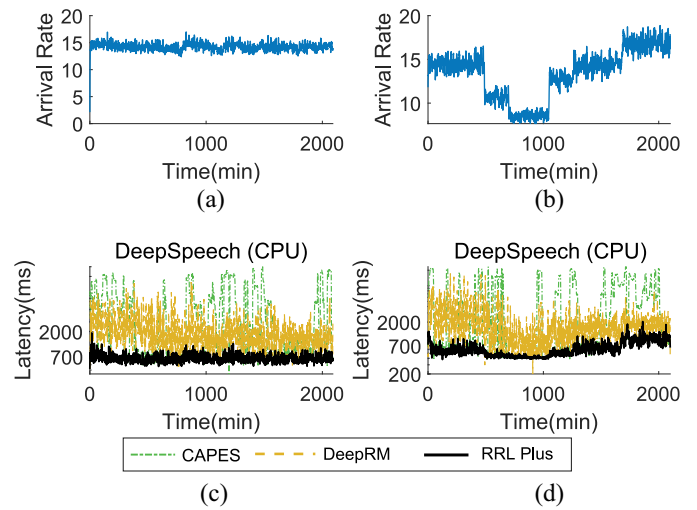 Arrival Rate
20
15
10
5
0
0
1000
2000
Time(min)
(a)
Arrival Rate
15
10
0
1000
2000
Time(min)
(b)
DeepSpeech (CPU)
Latency(ms)
2000
700
0
1000
2000
Time(min)
DeepSpeech (CPU)
Latency(ms)
2000
700
200
0
1000
2000
Time(min)
CAPES DeepRM RRL Plus
(c)
(d)